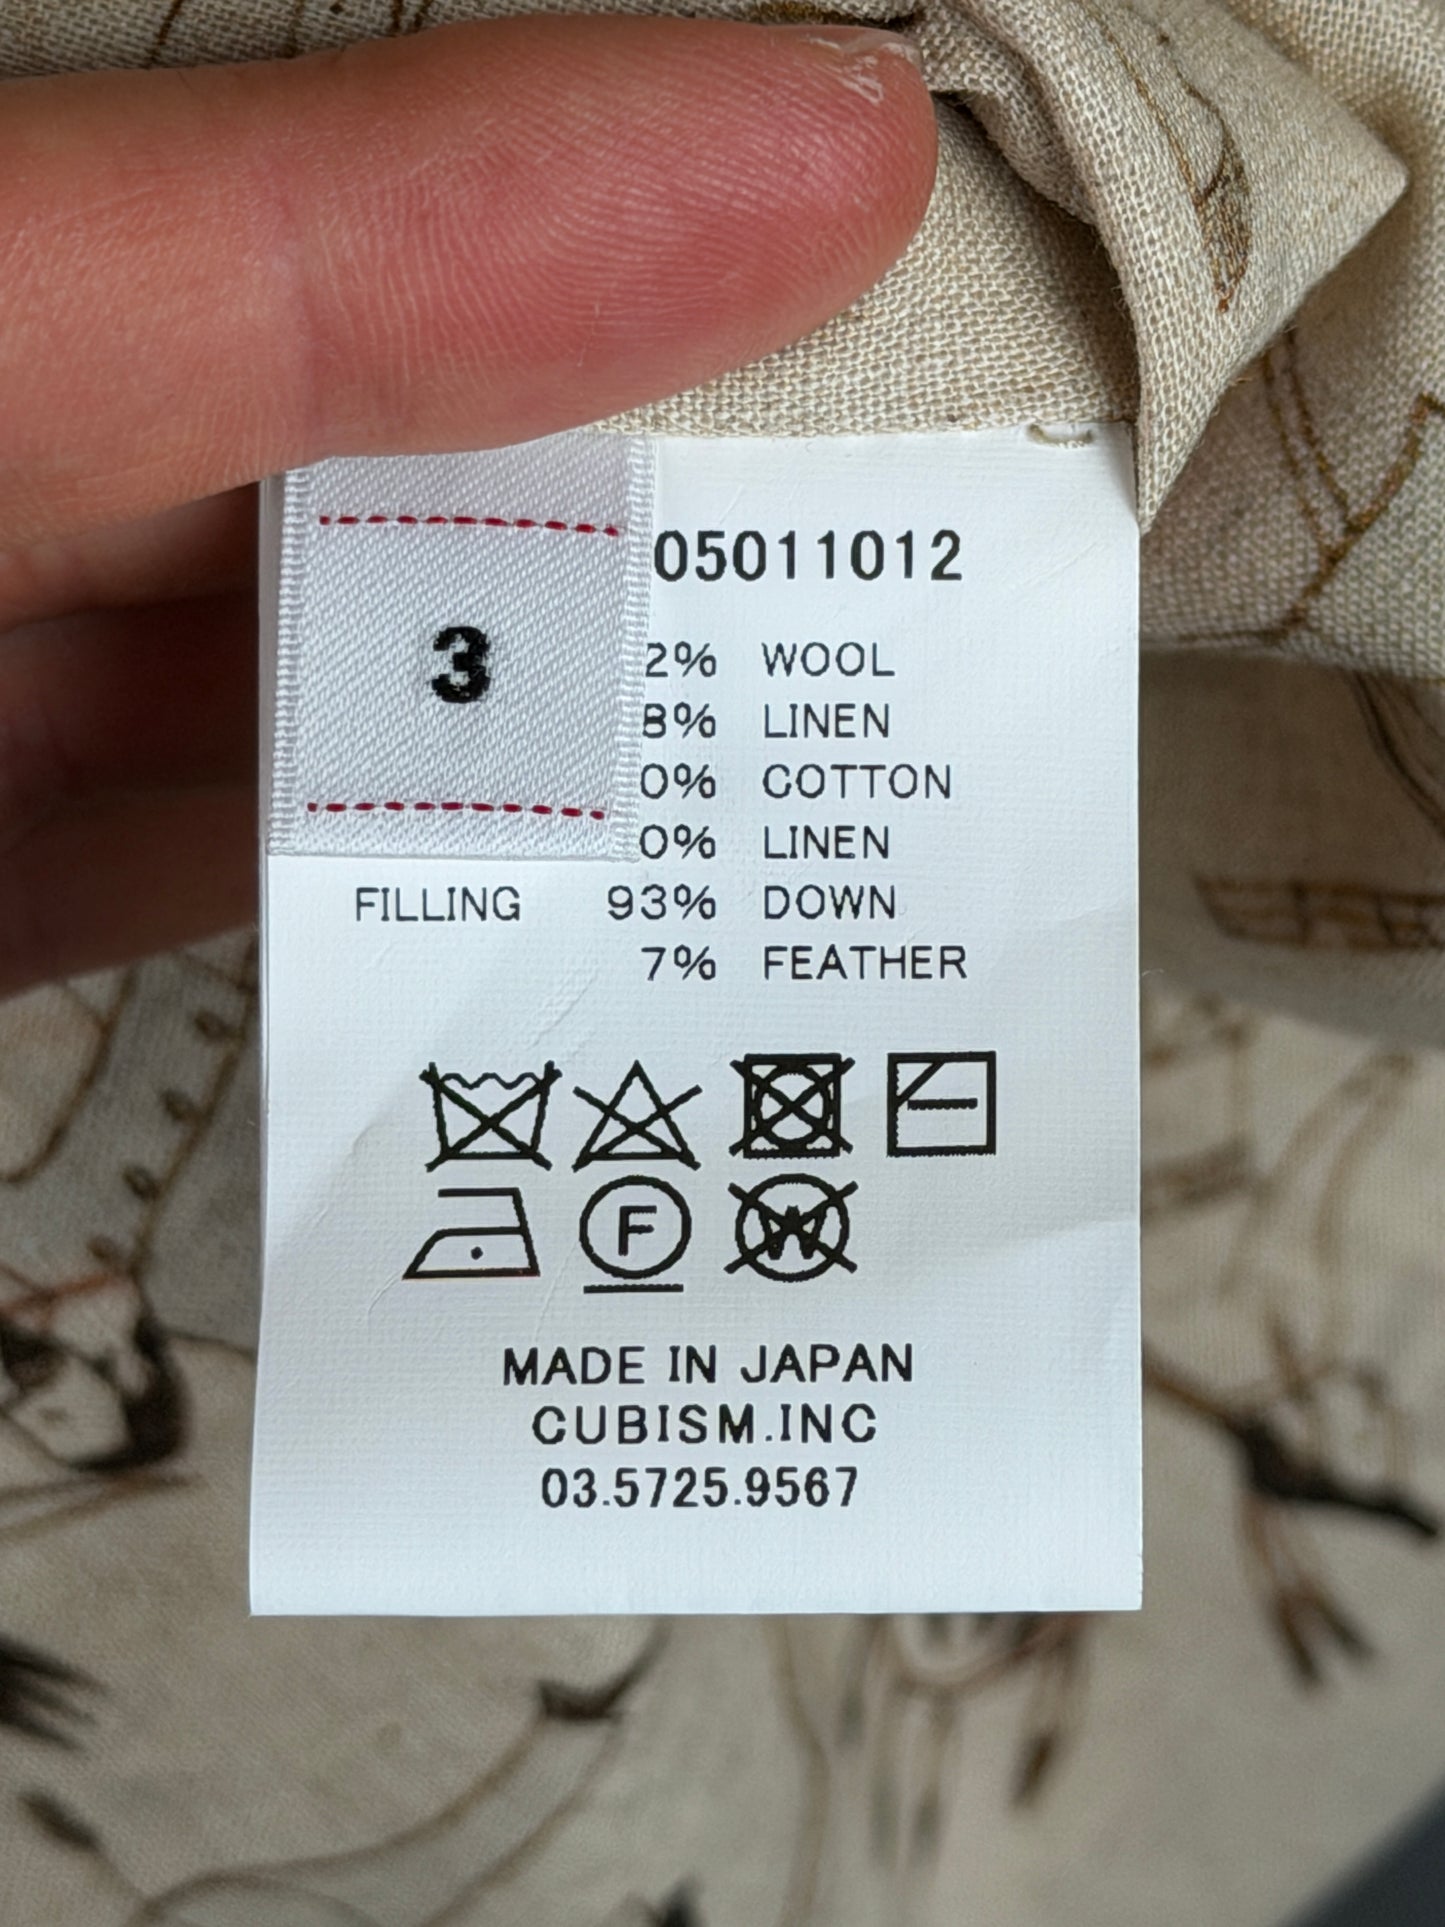 3
05011012
2% WOOL
8% LINEN
0% COTTON
0% LINEN
FILLING 93% DOWN
7% FEATHER
F
W
MADE IN JAPAN
CUBISM.INC
03.5725.9567